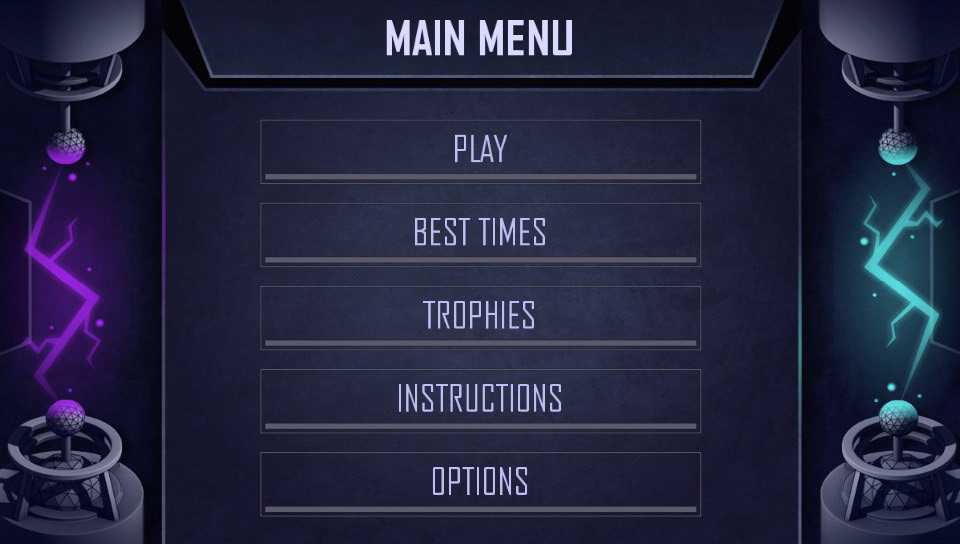 MAIN MENU
PLAY
BEST TIMES
TROPHIES
INSTRUCTIONS
OPTIONS